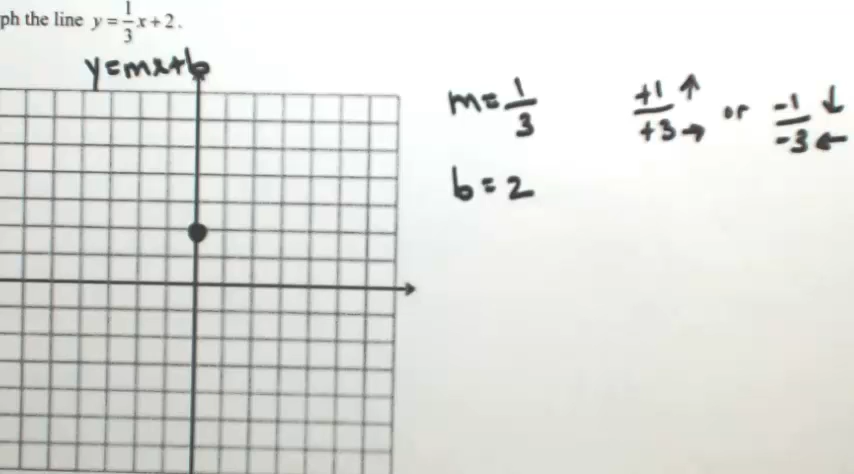 ph the line y = 1/3 x + 2.
y=mx+b
m = 1/3 +1/+3 ↑ → or -1/-3 ↓ ←
b = 2